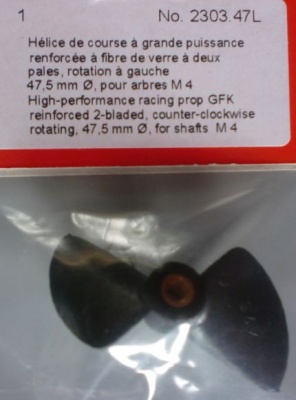 1 No. 2303.47L
Hélice de course à grande puissance
renforcée à fibre de verre à deux
pales, rotation à gauche
47,5 mm Ø, pour arbres M 4
High-performance racing prop GFK
reinforced 2-bladed, counter-clockwise
rotating, 47,5 mm Ø, for shafts M 4